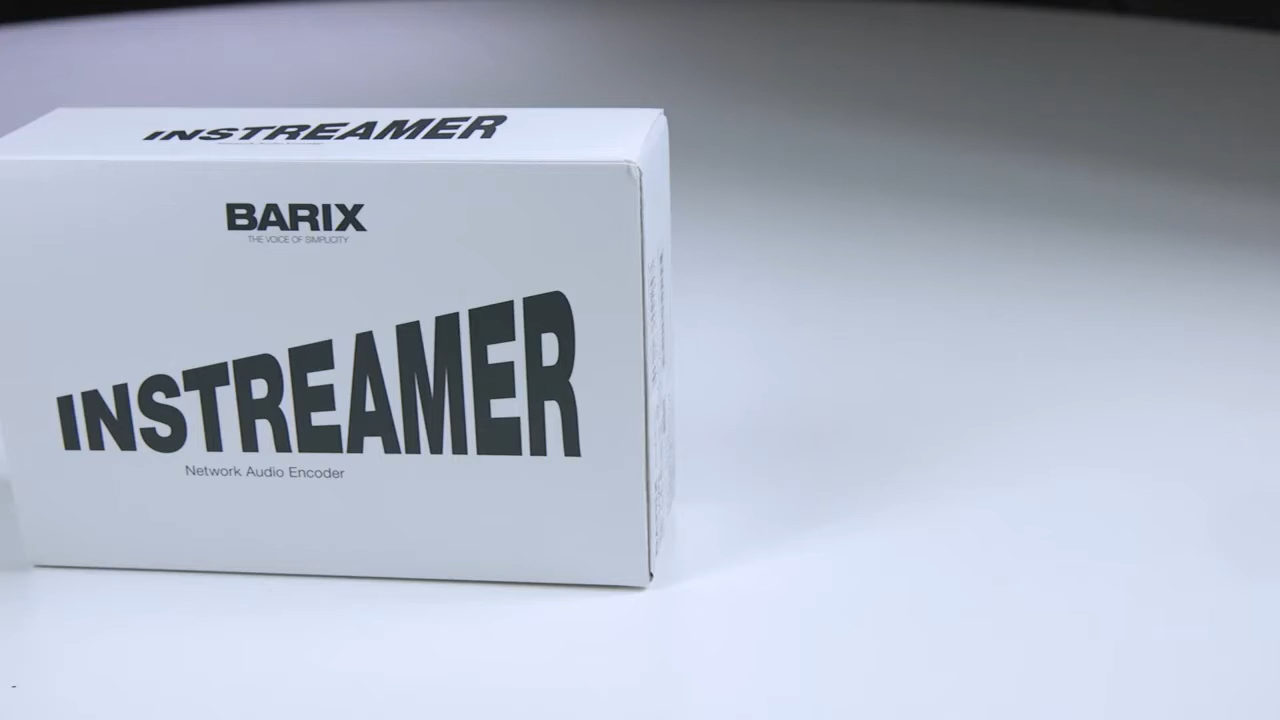 INSTREAMER
BARIX
THE VOICE OF SIMPLICITY
INSTREAMER
Network Audio Encoder